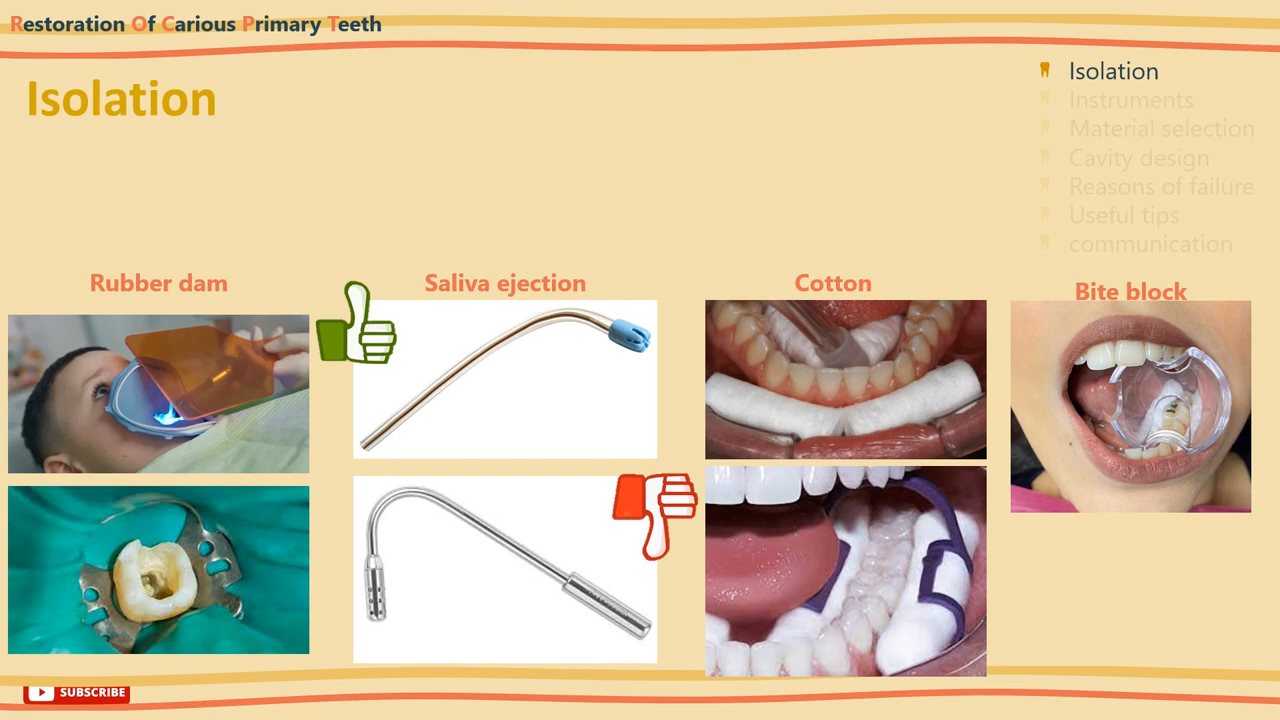 Restoration Of Carious Primary Teeth
Isolation
Isolation
Instruments
Material selection
Cavity design
Reasons of failure
Useful tips
communication
Rubber dam
Saliva ejection
Cotton
Bite block
SUBSCRIBE